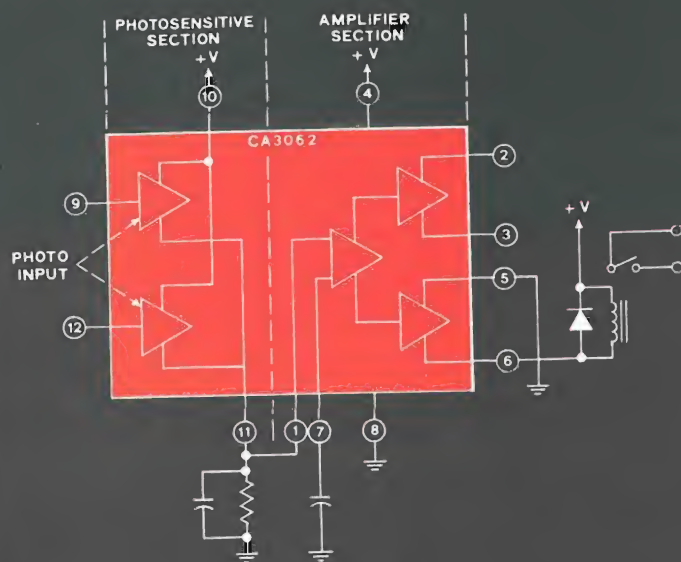 PHOTOSENSITIVE
SECTION
AMPLIFIER
SECTION
+V
+V
10
4
CA3062
2
9
3
+V
PHOTO
INPUT
5
12
6
11
1
7
8